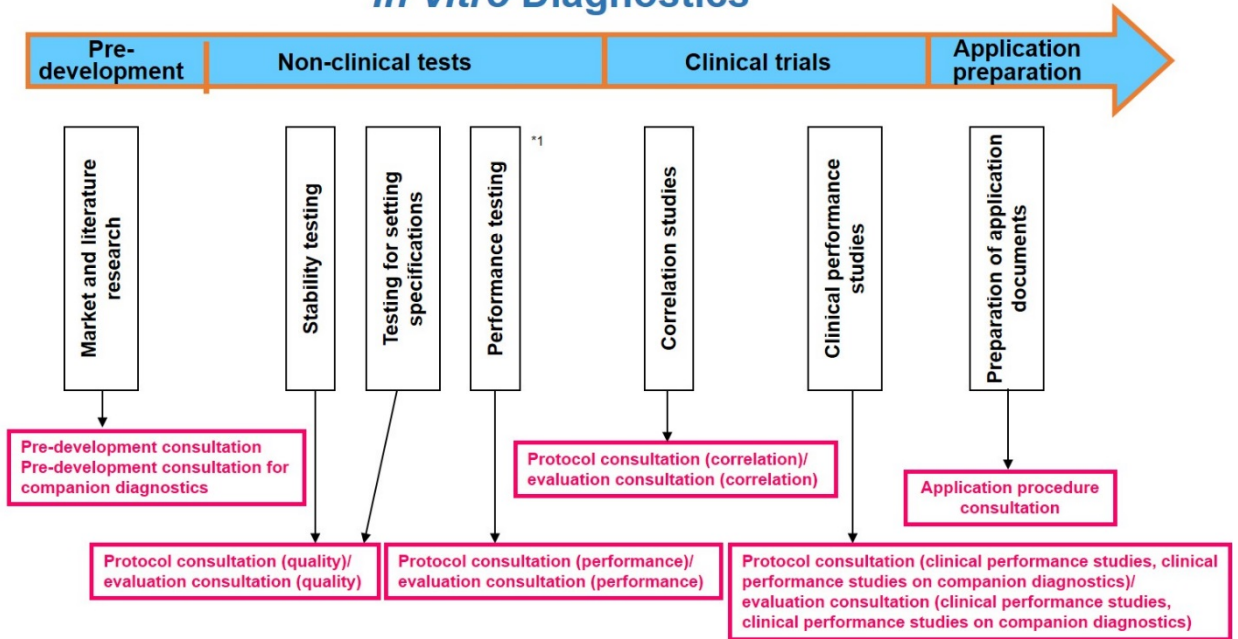 In vitro Diagnostics
Pre-
development
Non-clinical tests
Clinical trials
Application
preparation
Market and literature
research
Stability testing
Testing for setting
specifications
Performance testing
*1
Correlation studies
Clinical performance
studies
Preparation of application
documents
Pre-development consultation
Pre-development consultation for
companion diagnostics
Protocol consultation (correlation)/
evaluation consultation (correlation)
Application procedure
consultation
Protocol consultation (quality)/
evaluation consultation (quality)
Protocol consultation (performance)/
evaluation consultation (performance)
Protocol consultation (clinical performance studies, clinical
performance studies on companion diagnostics)/
evaluation consultation (clinical performance studies,
clinical performance studies on companion diagnostics)